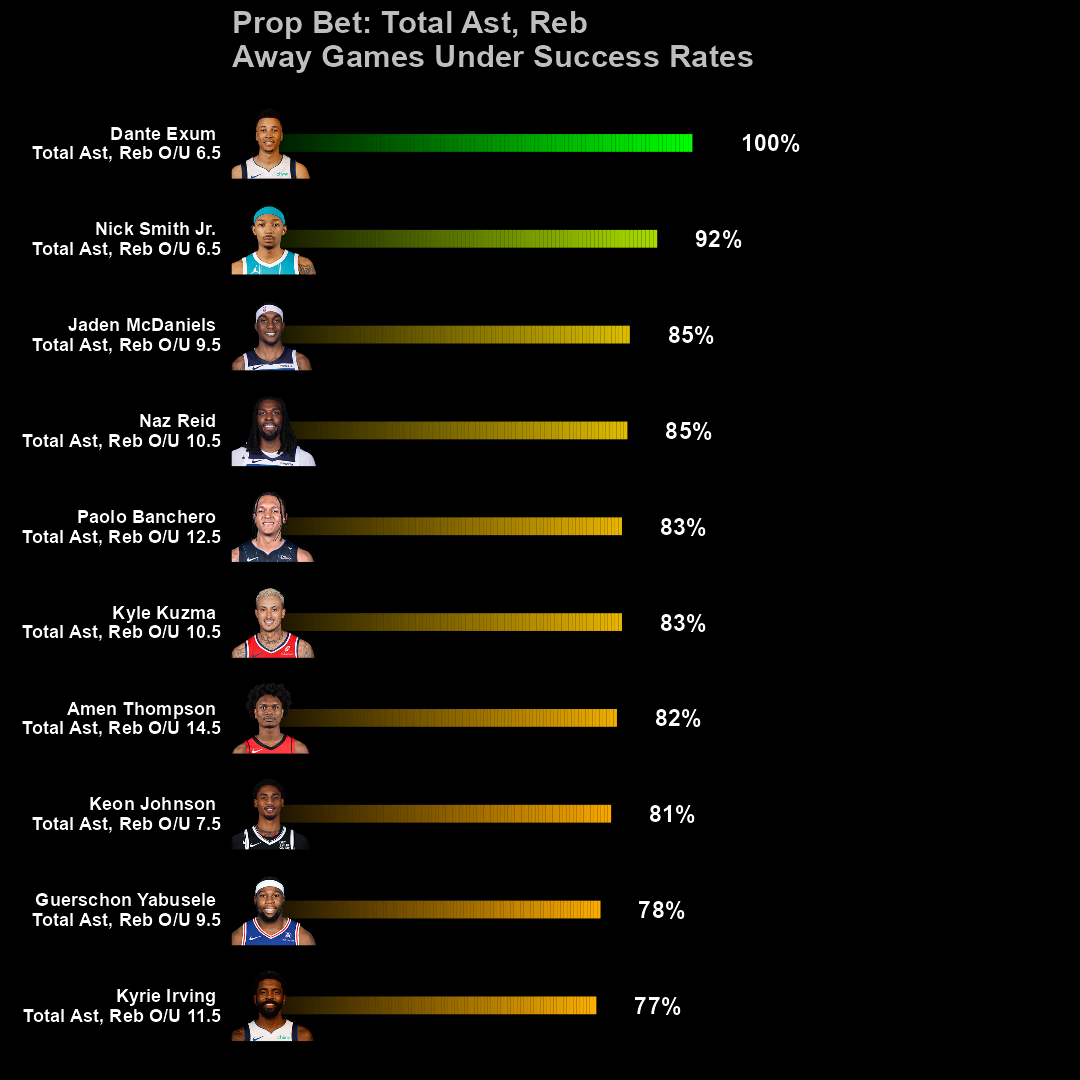 Prop Bet: Total Ast, Reb
Away Games Under Success Rates
Dante Exum
Total Ast, Reb O/U 6.5
100%
Nick Smith Jr.
Total Ast, Reb O/U 6.5
92%
Jaden McDaniels
Total Ast, Reb O/U 9.5
85%
Naz Reid
Total Ast, Reb O/U 10.5
85%
Paolo Banchero
Total Ast, Reb O/U 12.5
83%
Kyle Kuzma
Total Ast, Reb O/U 10.5
83%
Amen Thompson
Total Ast, Reb O/U 14.5
82%
Keon Johnson
Total Ast, Reb O/U 7.5
81%
Guerschon Yabusele
Total Ast, Reb O/U 9.5
78%
Kyrie Irving
Total Ast, Reb O/U 11.5
77%